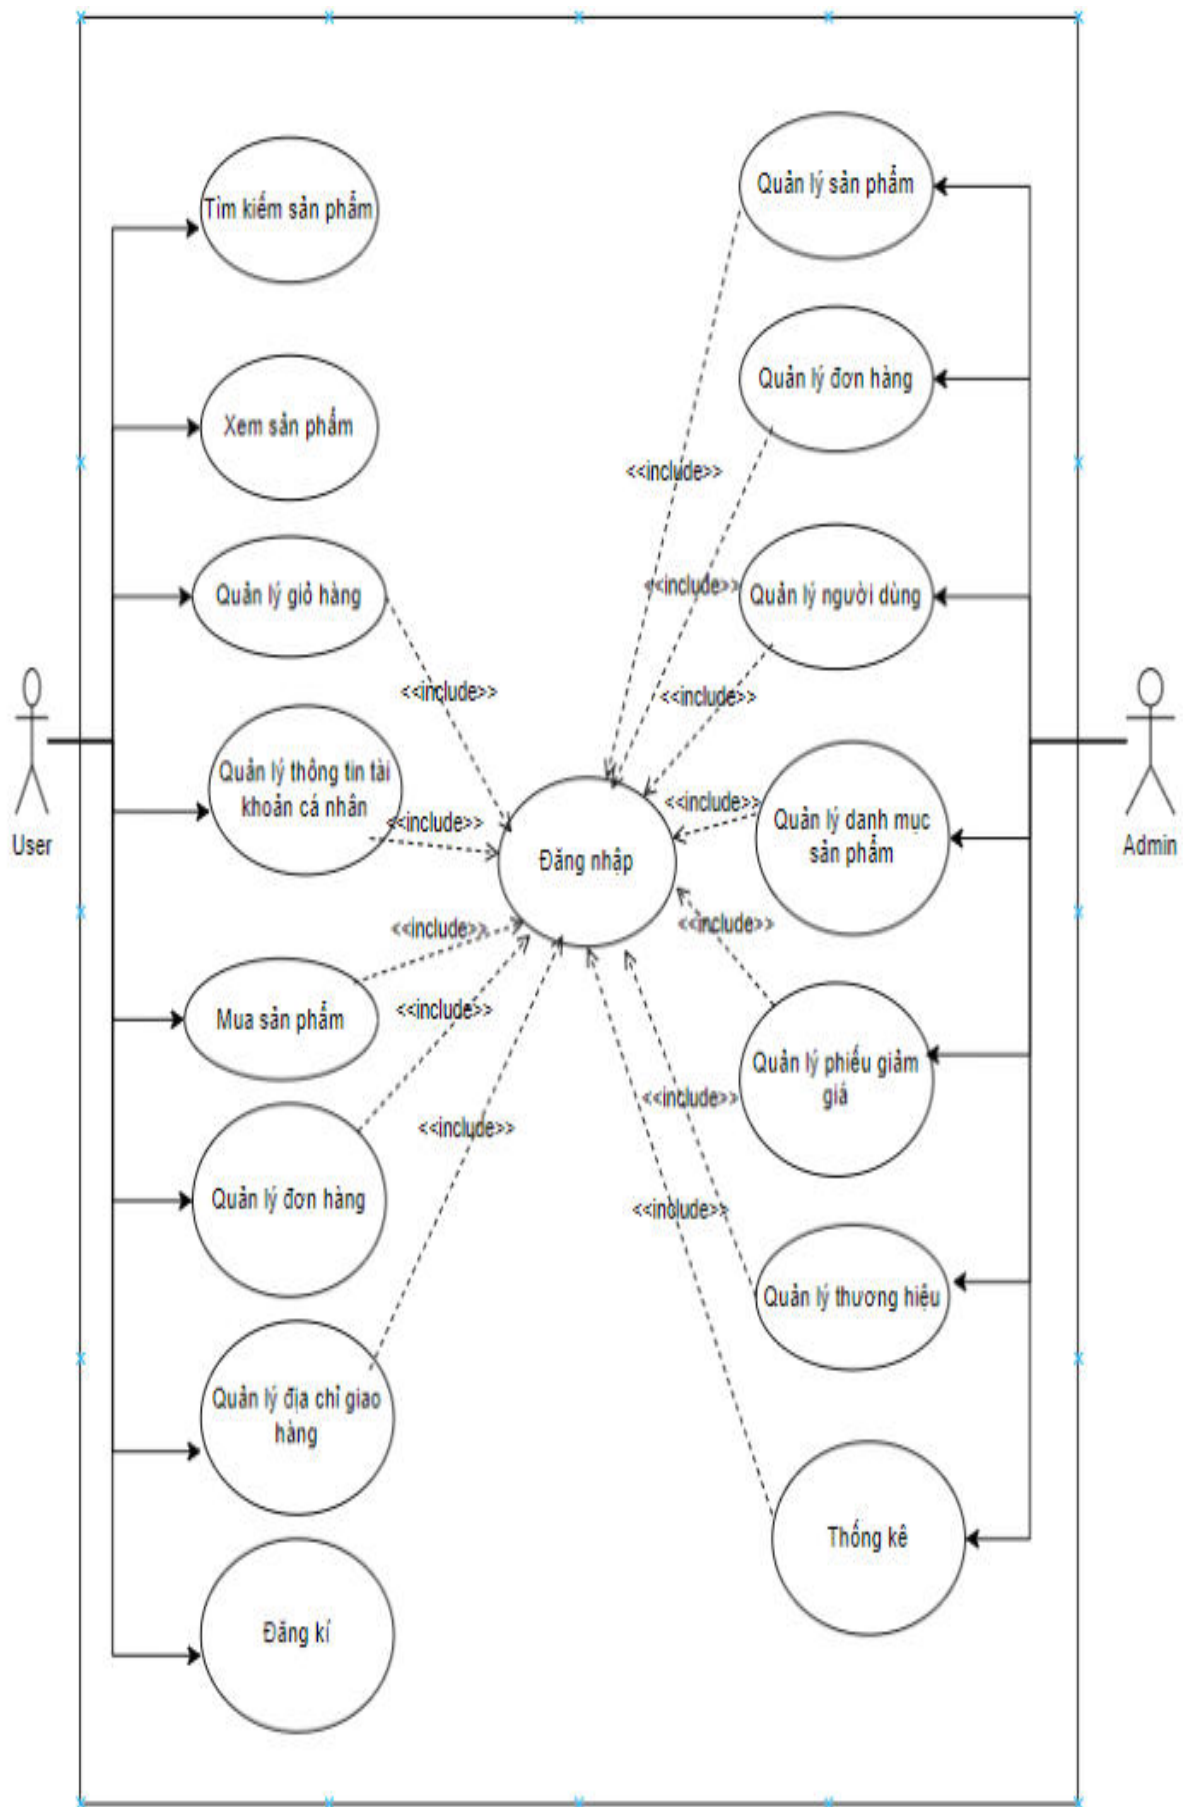 Tìm kiếm sản phẩm
Xem sản phẩm
Quản lý giỏ hàng
<<include>>
Quản lý thông tin tài
khoản cá nhân
<<include>>
User
<<include>>
Mua sản phẩm
<<include>>
Quản lý đơn hàng
<<include>>
Quản lý địa chỉ giao
hàng
Đăng kí
Đăng nhập
Quản lý sản phẩm
Quản lý đơn hàng
<<include>>
<<include>>
Quản lý người dùng
<<include>>
<<include>>
Quản lý danh mục
sản phẩm
Admin
<<include>>
Quản lý phiếu giảm
giá
<<include>>
<<include>>
Quản lý thương hiệu
Thống kê